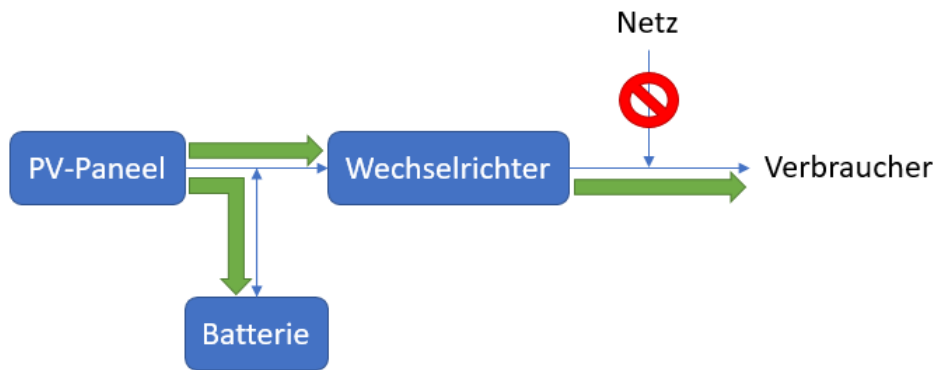 Netz
PV-Paneel
Wechselrichter
Verbraucher
Batterie